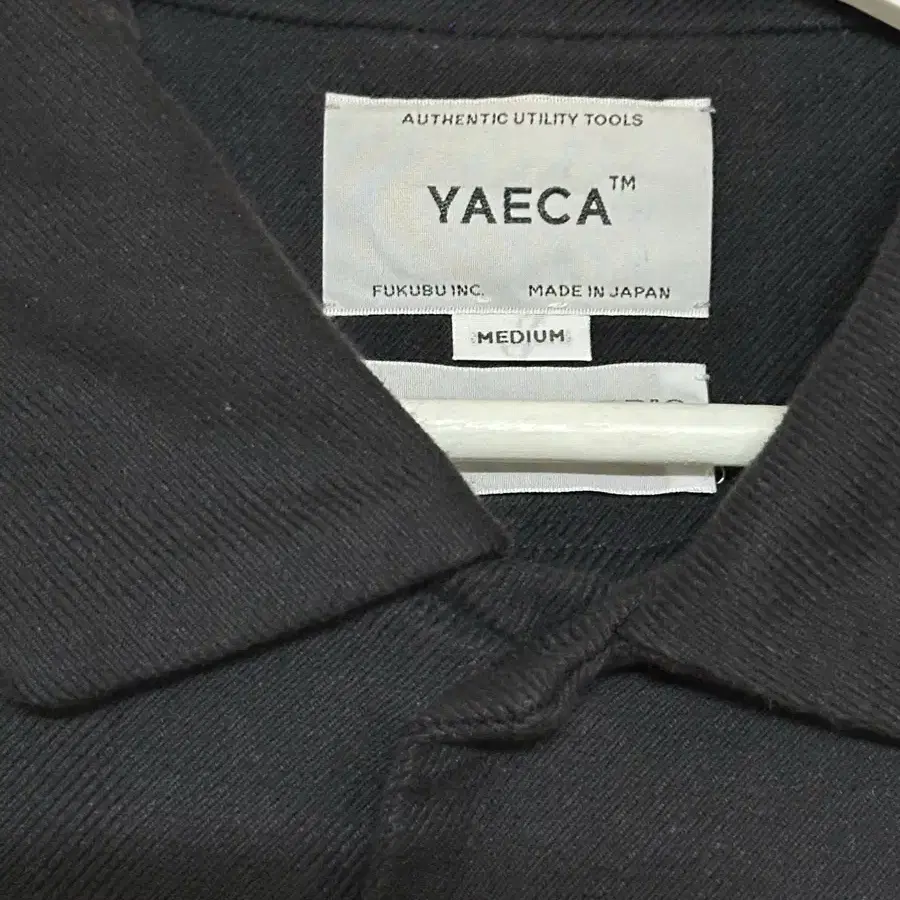 AUTHENTIC UTILITY TOOLS
YAECA™
FUKUBU INC. MADE IN JAPAN
MEDIUM